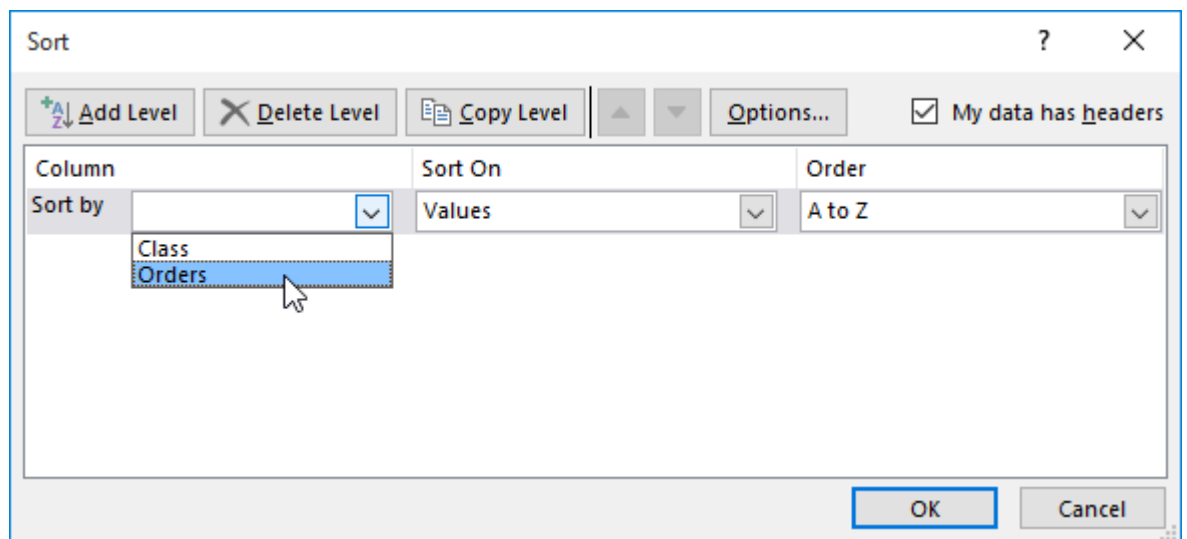 Sort ?
Add Level Delete Level Copy Level Options... My data has headers
Column Sort On Order
Sort by Values A to Z
Class
Orders
OK Cancel